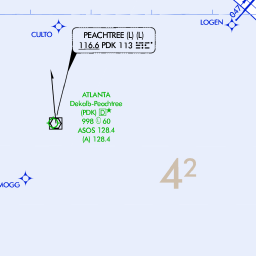 LOGEN
047
CULTO
PEACHTREE (L) (L)
116.6 PDK 113
ATLANTA
Dekalb-Peachtree
(PDK) D*
998 60
ASOS 128.4
(A) 128.4
42
MOGG